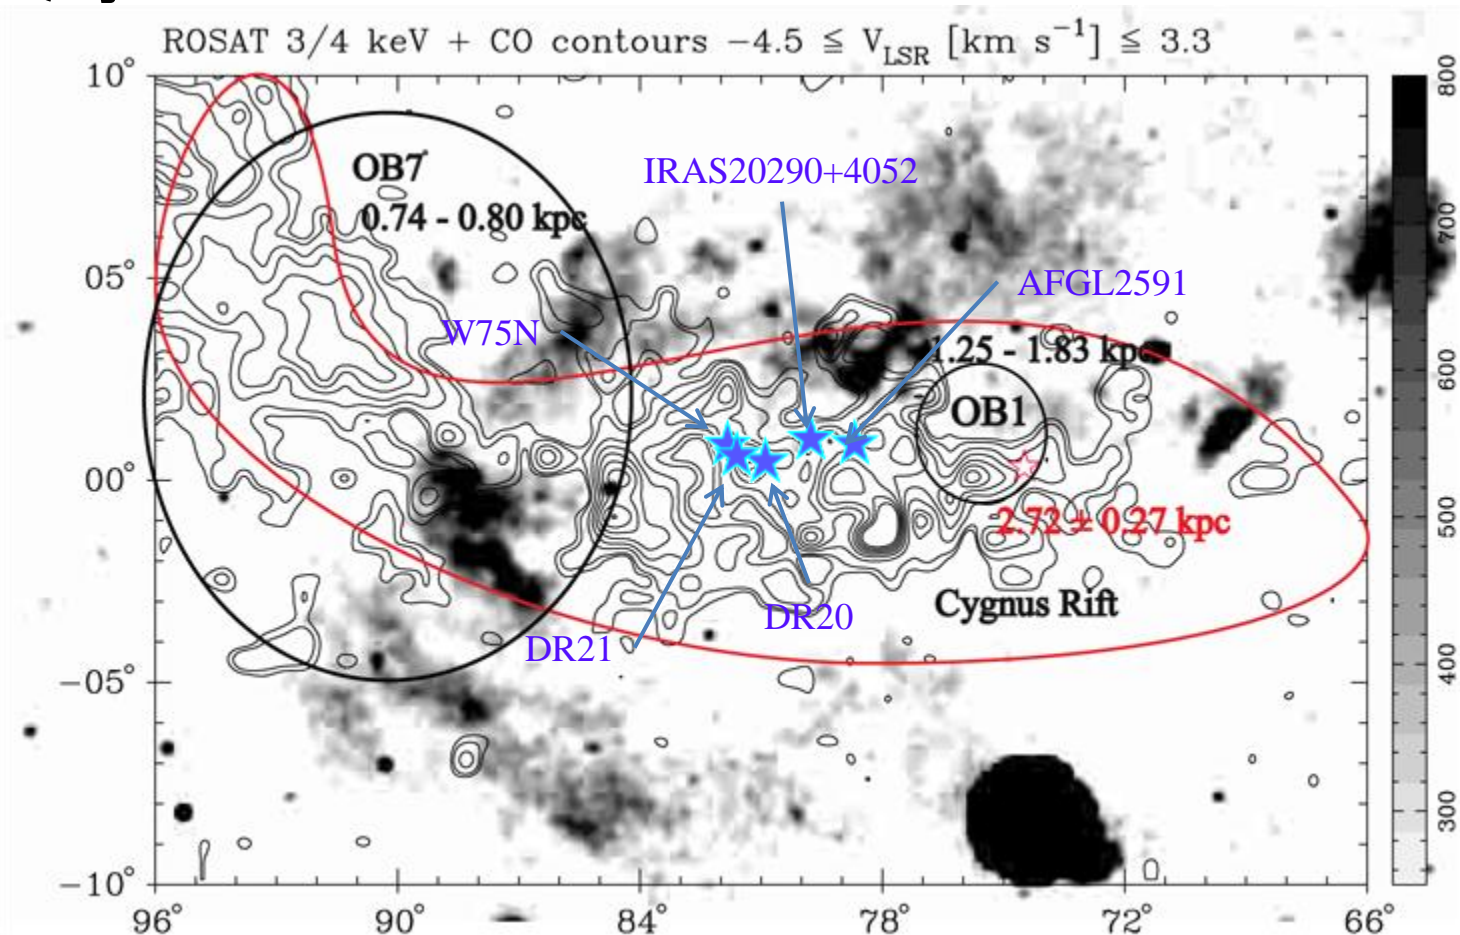 ROSAT 3/4 keV + CO contours −4.5 ≦ V_LSR [km s⁻¹] ≦ 3.3
10°
800
OB7
IRAS20290+4052
0.74 - 0.80 kpc
700
05°
AFGL2591
W75N
1.25 - 1.83 kpc
600
OB1
00°
2.72 ± 0.27 kpc
500
Cygnus Rift
DR20
DR21
400
−05°
300
−10°
96° 90° 84° 78° 72° 66°